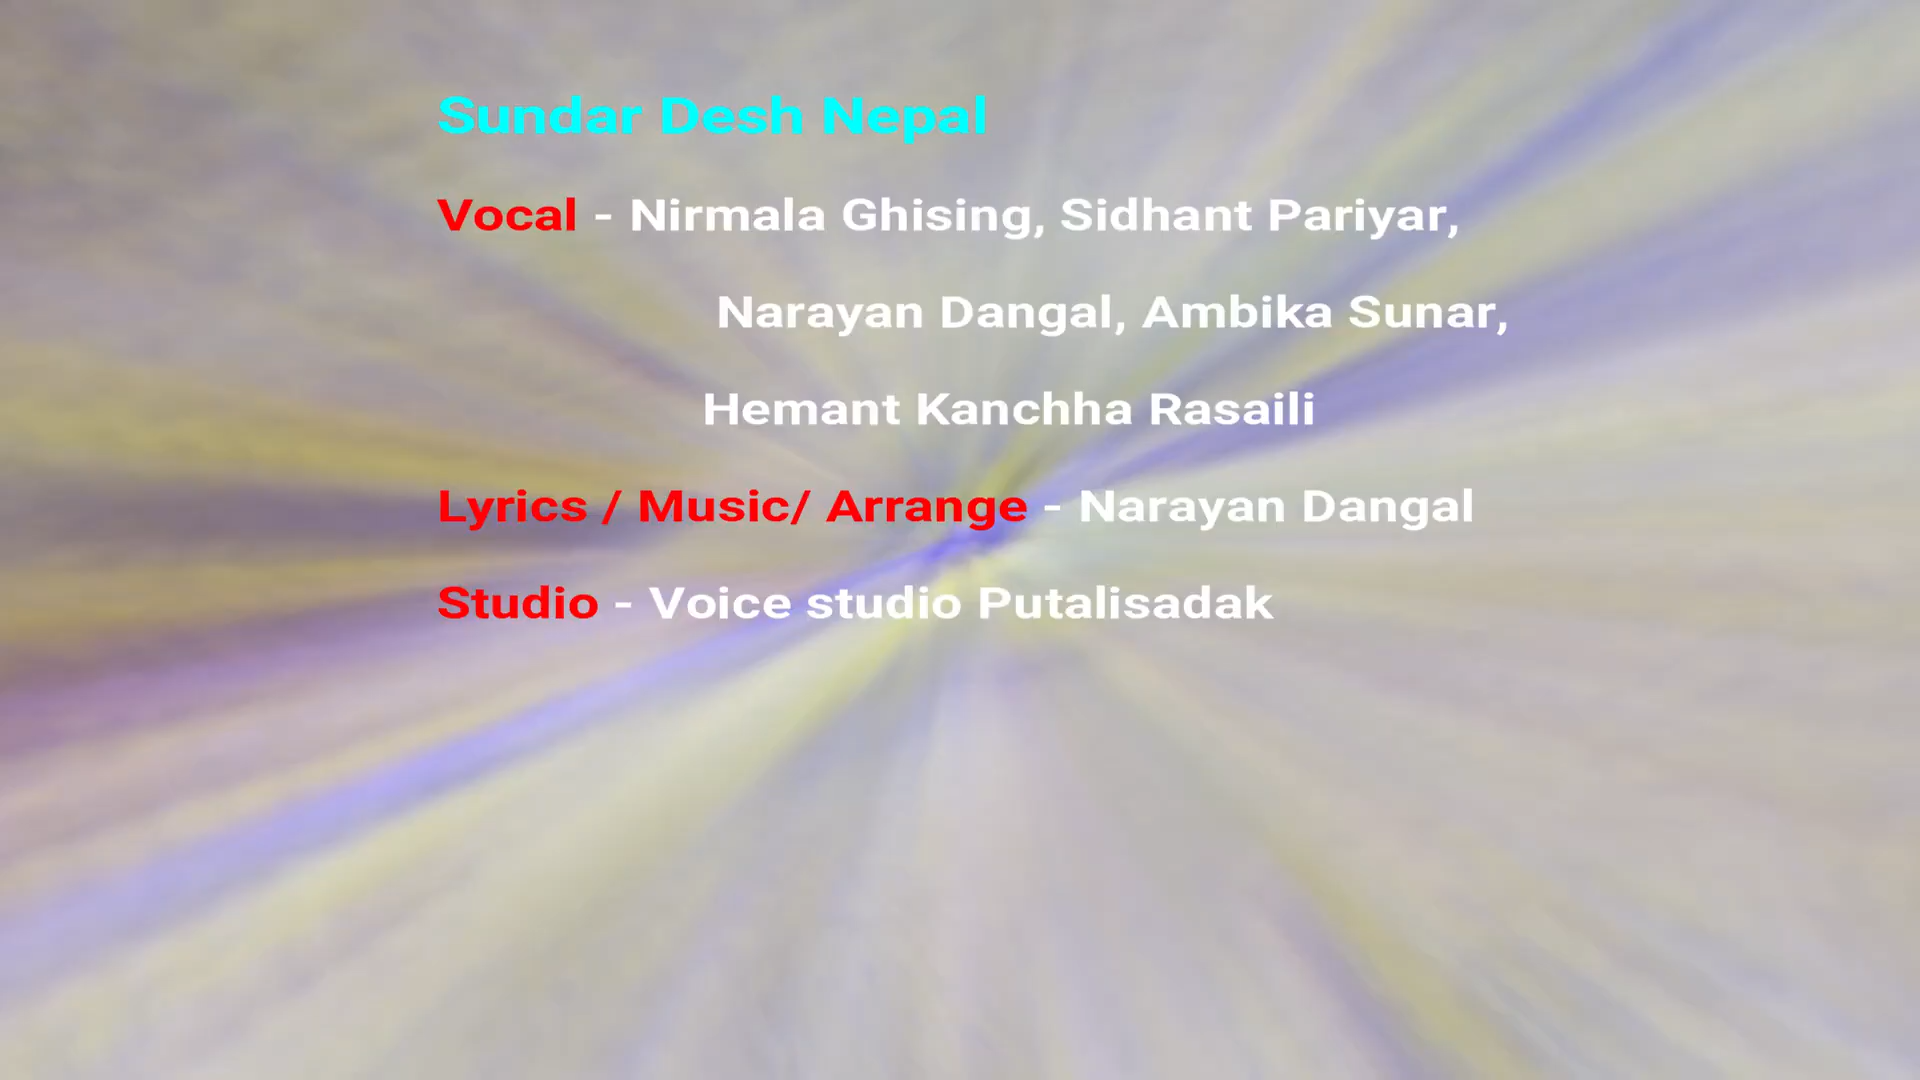 Sundar Desh Nepal
Vocal - Nirmala Ghising, Sidhant Pariyar,
Narayan Dangal, Ambika Sunar,
Hemant Kanchha Rasaili
Lyrics / Music/ Arrange - Narayan Dangal
Studio - Voice studio Putalisadak